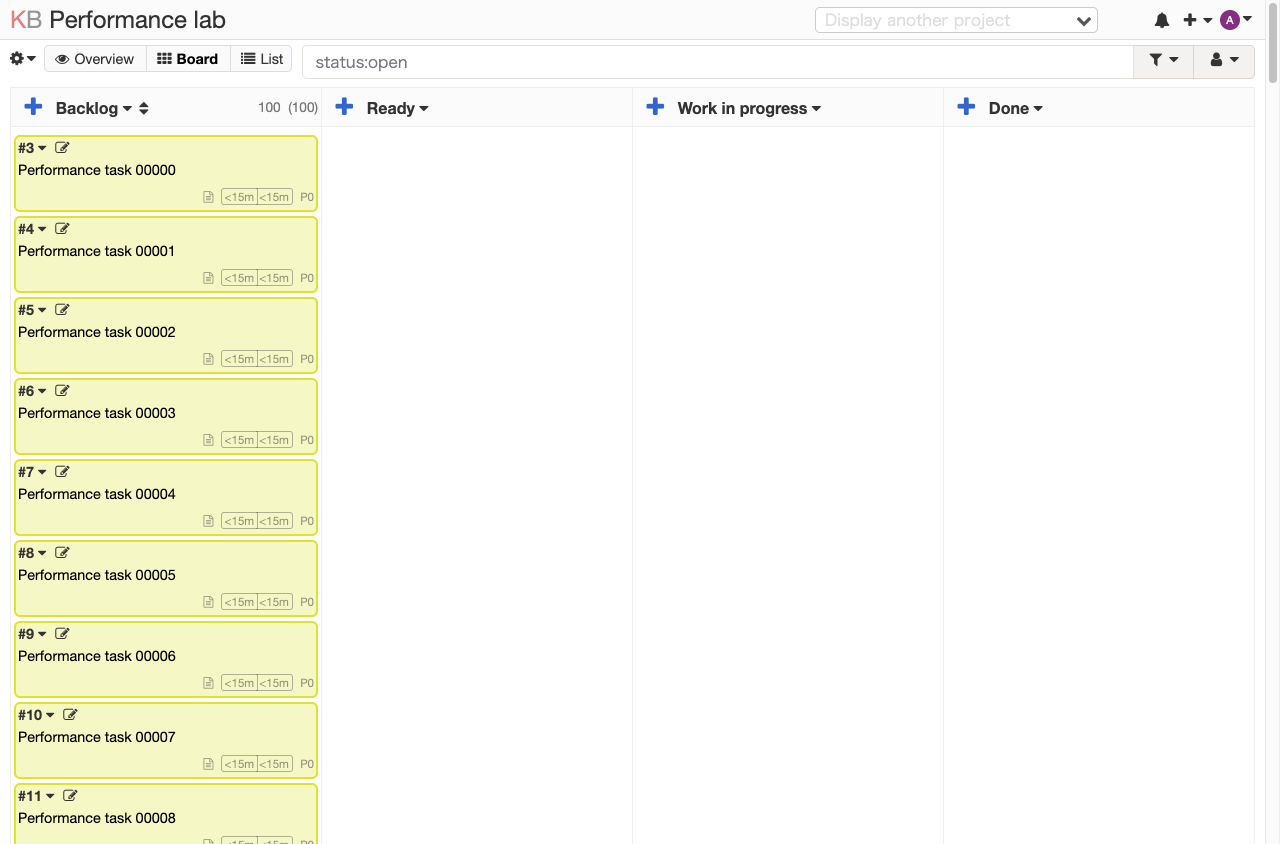 KB Performance lab
Display another project
A
Overview
Board
List
status:open
Backlog
100 (100)
Ready
Work in progress
Done
#3
Performance task 00000
<15m <15m P0
#4
Performance task 00001
<15m <15m P0
#5
Performance task 00002
<15m <15m P0
#6
Performance task 00003
<15m <15m P0
#7
Performance task 00004
<15m <15m P0
#8
Performance task 00005
<15m <15m P0
#9
Performance task 00006
<15m <15m P0
#10
Performance task 00007
<15m <15m P0
#11
Performance task 00008
<15m <15m P0